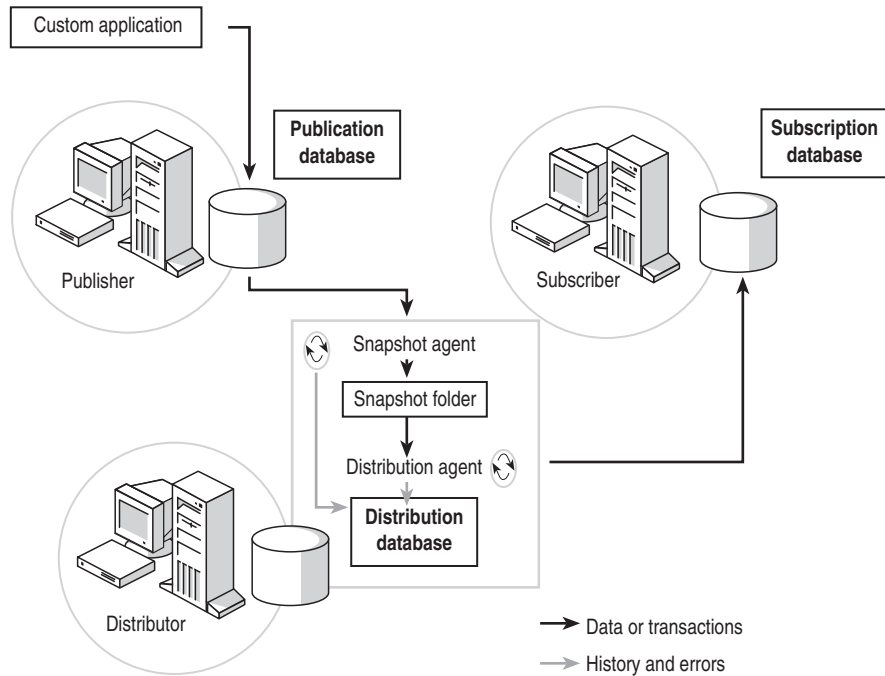 Custom application
Publication
database
Subscription
database
Publisher
Subscriber
Snapshot agent
Snapshot folder
Distribution agent
Distribution
database
Distributor
Data or transactions
History and errors